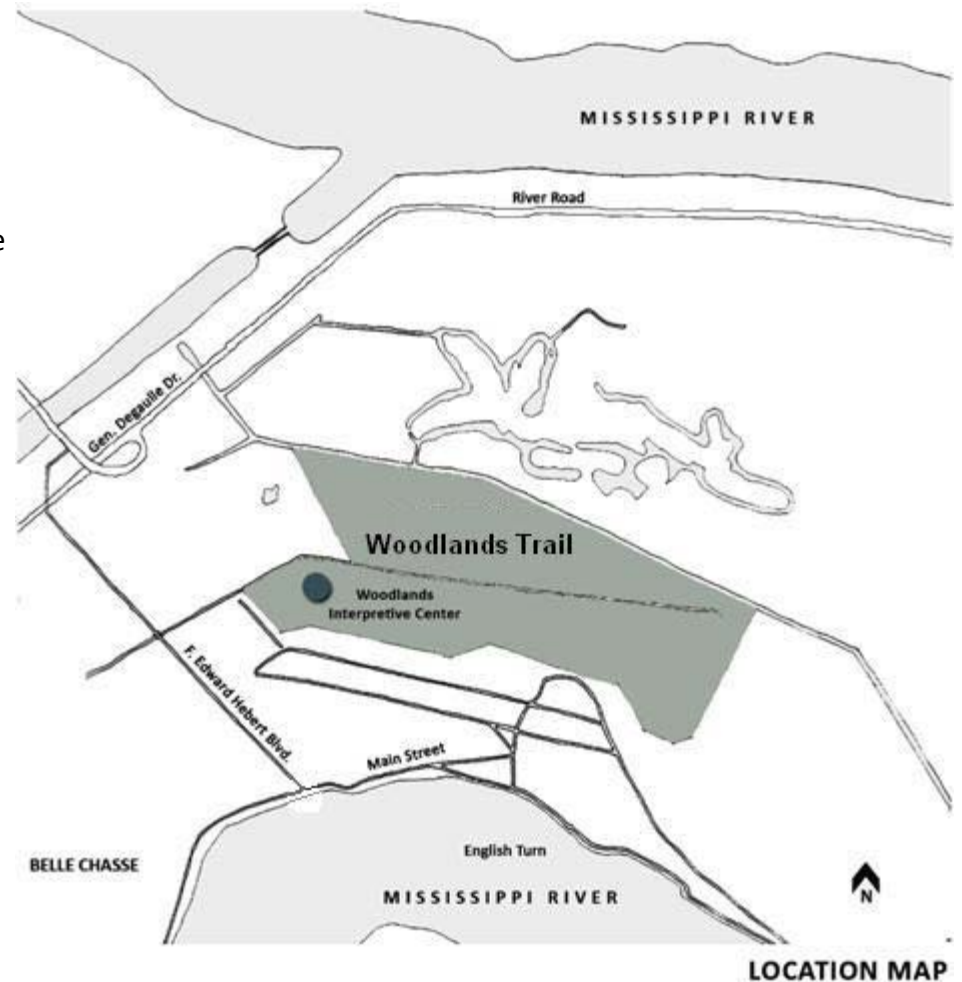 MISSISSIPPI RIVER
River Road
e
Gen. Degaulle Dr.
Woodlands Trail
Woodlands
Interpretive Center
F. Edward Hebert Blvd.
Main Street
English Turn
BELLE CHASSE
MISSISSIPPI RIVER
N
LOCATION MAP